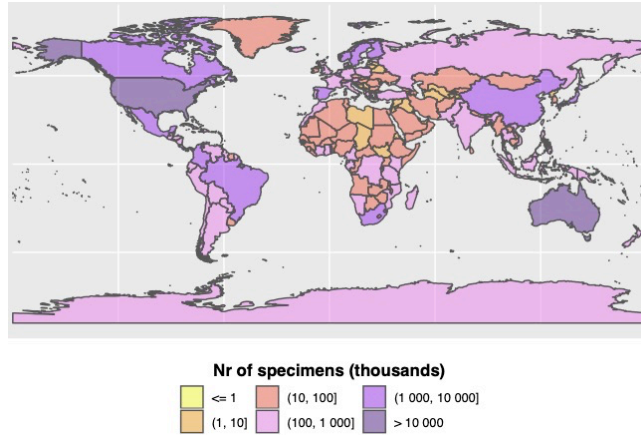 Nr of specimens (thousands)
<= 1 (10, 100] (1 000, 10 000]
(1, 10] (100, 1 000] > 10 000